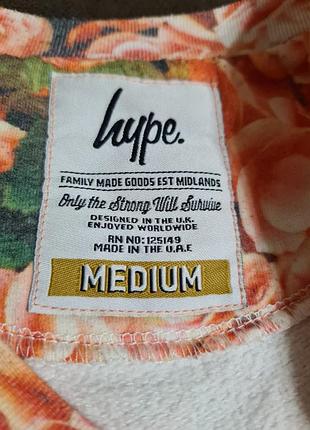 hype.
FAMILY MADE GOODS EST MIDLANDS
Only the Strong Will Survive
DESIGNED IN THE U.K.
ENJOYED WORLDWIDE
RN NO: 125149
MADE IN THE U.A.E
MEDIUM